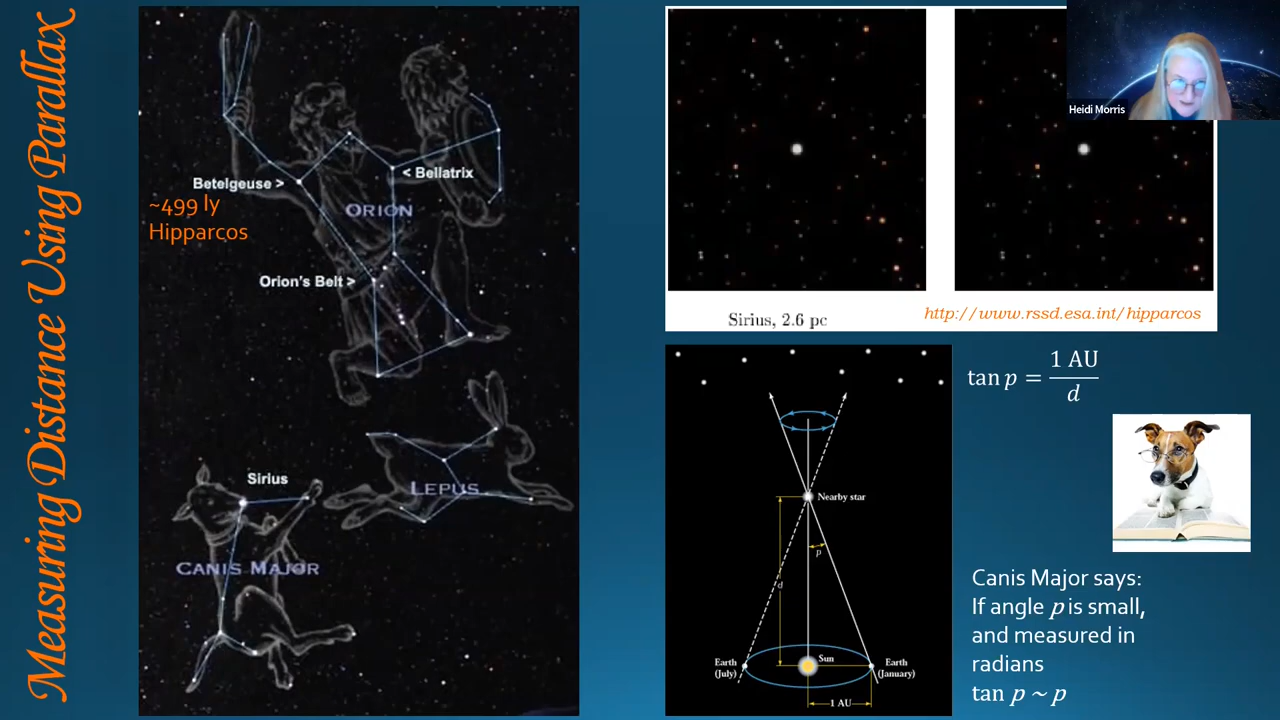 Measuring Distance Using Parallax
Betelgeuse >
~499 ly
Hipparcos
< Bellatrix
ORION
Orion's Belt >
LEPUS
Sirius
CANIS MAJOR
Heidi Morris
Sirius, 2.6 pc
http://www.rssd.esa.int/hipparcos
Nearby star
p
d
Sun
Earth
(July)
Earth
(January)
1 AU
tan p = 1 AU / d
Canis Major says:
If angle p is small,
and measured in
radians
tan p ~ p